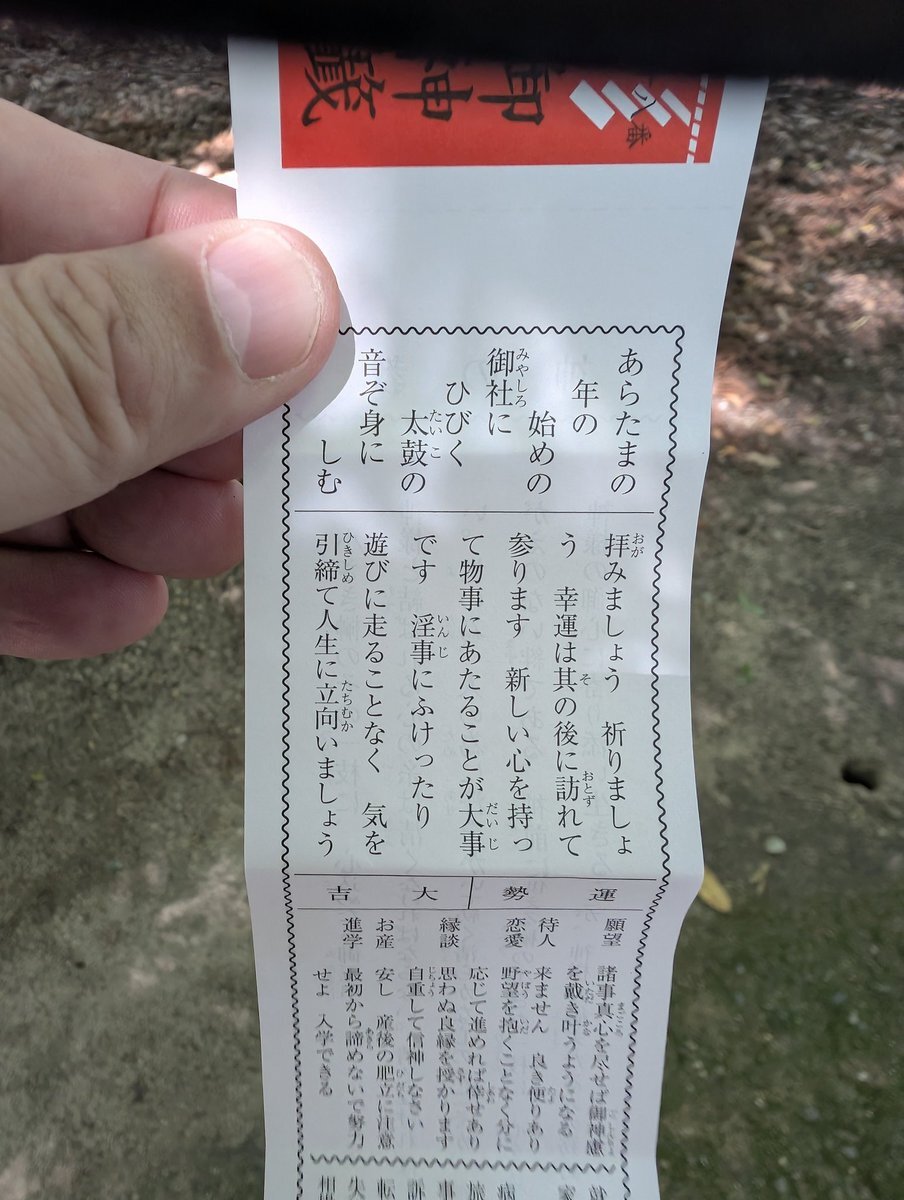 八番
御神
籤
あらたまの
年の
始めの
御社に
ひびく
太鼓の
音ぞ身に
しむ
拝みましょう 祈りましょ
う 幸運は其の後に訪れて
参ります 新しい心を持っ
て物事にあたることが大事
です 淫事にふけったり
遊びに走ることなく 気を
引締て人生に立向いましょう
運勢 大吉
願望 諸事真心を尽せば御神慮
を戴き叶うようになる
待人 来ません 良き便りあり
恋愛 野望を抱くことなく分に
応じて進めれば倖せあり
縁談 思わぬ良縁を授かります
自重して信神しなさい
お産 安し 産後の肥立に注意
進学 最初から諦めないで努力
せよ 入学できる
病
旅
事
訴
転
失